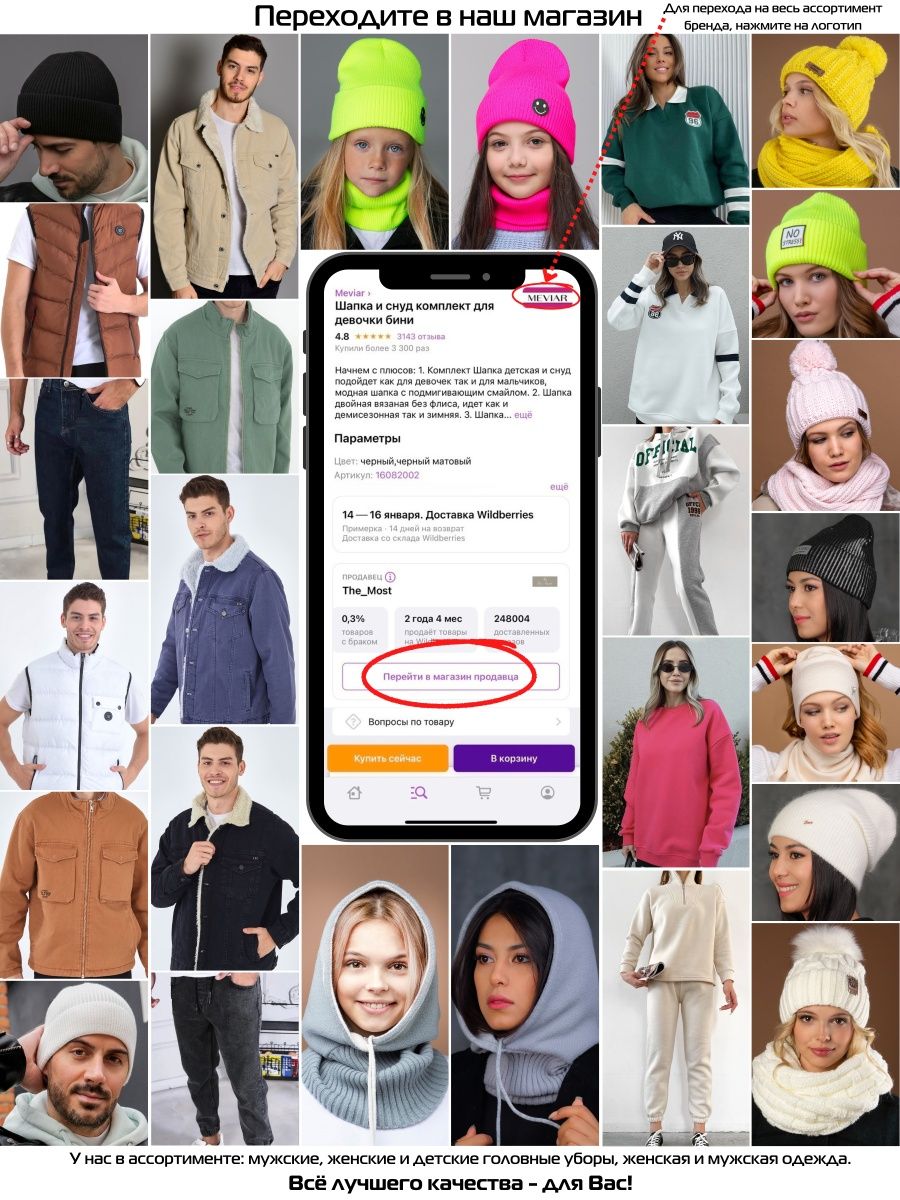 Переходите в наш магазин
Для перехода на весь ассортимент
бренда, нажмите на логотип
96
NO
STRESS!
NY
96
OFFICIAL
OFFICE
1998
Meviar ›
MEVIAR
Шапка и снуд комплект для
девочки бини
4.8 ★★★★★ 3143 отзыва
Купили более 3 300 раз
Начнем с плюсов: 1. Комплект Шапка детская и снуд
подойдет как для девочек так и для мальчиков,
модная шапка с подмигивающим смайлом. 2. Шапка
двойная вязаная без флиса, идет как и
демисезонная так и зимняя. 3. Шапка... ещё
Параметры
Цвет: черный,черный матовый
Артикул: 16082002
ещё
14 — 16 января. Доставка Wildberries
Примерка · 14 дней на возврат
Доставка со склада Wildberries
ПРОДАВЕЦ
The_Most
0,3% 2 года 4 мес 248004
товаров продаёт товары доставленных
с браком на
Перейти в магазин продавца
Вопросы по товару
Купить сейчас В корзину
У нас в ассортименте: мужские, женские и детские головные уборы, женская и мужская одежда.
Всё лучшего качества - для Вас!